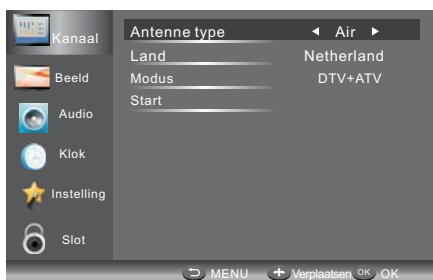 Kanaal
Beeld
Audio
Klok
Instelling
Slot
Antenne type Air
Land Netherland
Modus DTV+ATV
Start
MENU Verplaatsen OK OK